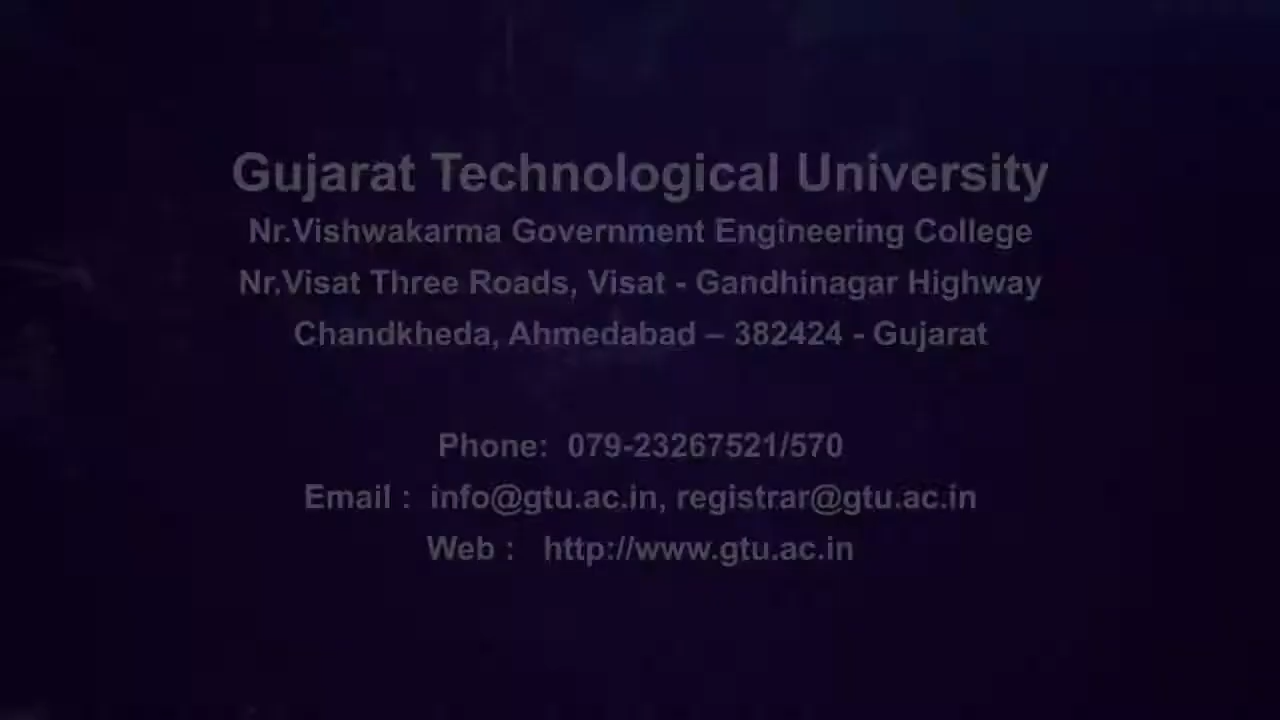 Gujarat Technological University
Nr.Vishwakarma Government Engineering College
Nr.Visat Three Roads, Visat - Gandhinagar Highway
Chandkheda, Ahmedabad – 382424 - Gujarat
Phone:  079-23267521/570
Email :  info@gtu.ac.in, registrar@gtu.ac.in
Web :   http://www.gtu.ac.in